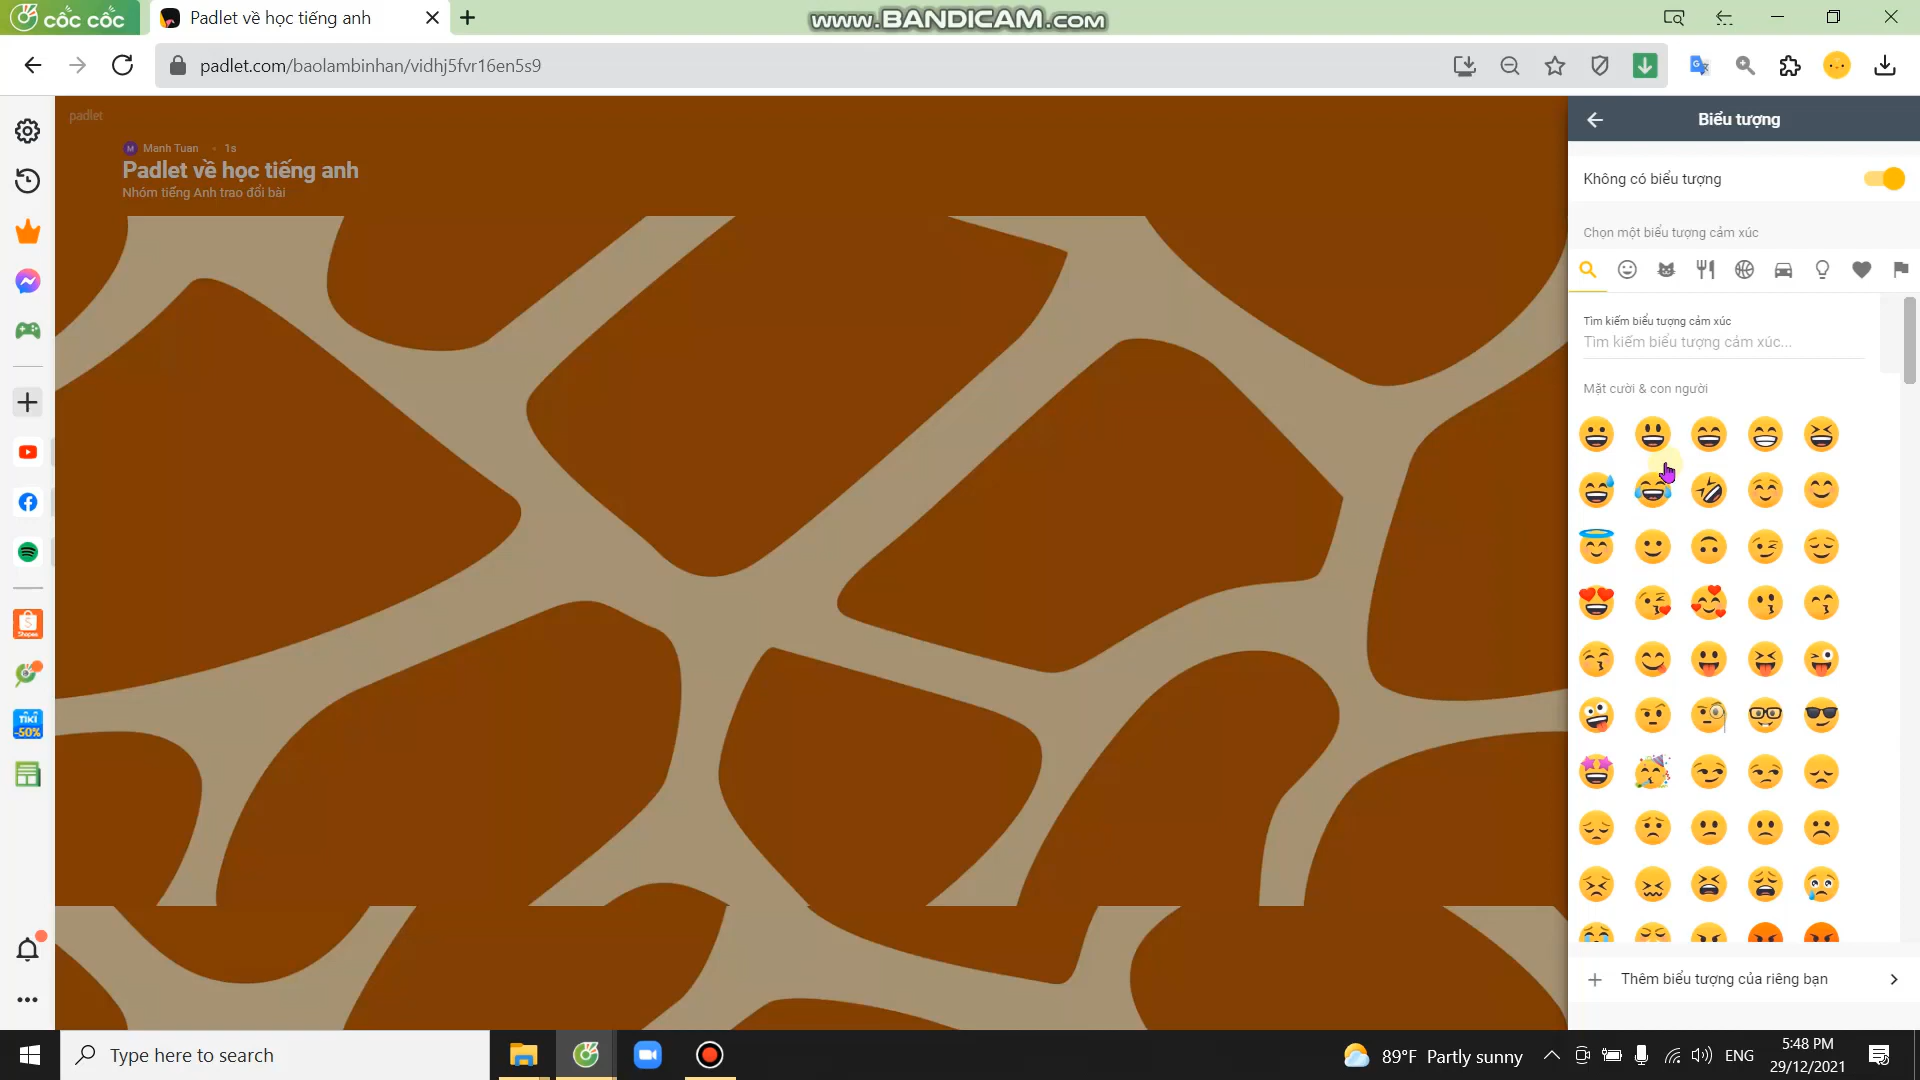 cốc cốc
Padlet về học tiếng anh
www.BANDICAM.com
padlet.com/baolambinhan/vidhj5fvr16en5s9
padlet
M Manh Tuan • 1s
Padlet về học tiếng anh
Nhóm tiếng Anh trao đổi bài
Biểu tượng
Không có biểu tượng
Chọn một biểu tượng cảm xúc
Tìm kiếm biểu tượng cảm xúc
Tìm kiếm biểu tượng cảm xúc...
Mặt cười & con người
Thêm biểu tượng của riêng bạn
Shopee
TIKI
-50%
Type here to search
89°F Partly sunny
ENG
5:48 PM
29/12/2021